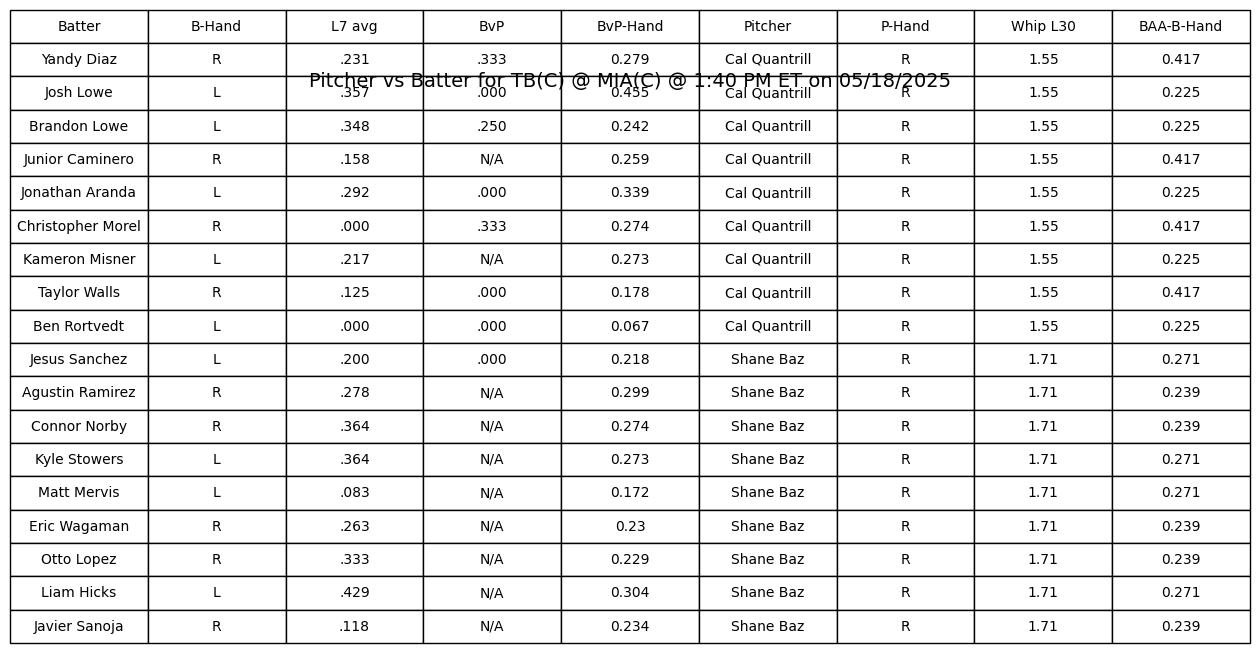 Batter B-Hand L7 avg BvP BvP-Hand Pitcher P-Hand Whip L30 BAA-B-Hand
Yandy Diaz R .231 .333 0.279 Cal Quantrill R 1.55 0.417
Pitcher vs Batter for TB(C) @ MIA(C) @ 1:40 PM ET on 05/18/2025
Josh Lowe L .357 .000 0.455 Cal Quantrill R 1.55 0.225
Brandon Lowe L .348 .250 0.242 Cal Quantrill R 1.55 0.225
Junior Caminero R .158 N/A 0.259 Cal Quantrill R 1.55 0.417
Jonathan Aranda L .292 .000 0.339 Cal Quantrill R 1.55 0.225
Christopher Morel R .000 .333 0.274 Cal Quantrill R 1.55 0.417
Kameron Misner L .217 N/A 0.273 Cal Quantrill R 1.55 0.225
Taylor Walls R .125 .000 0.178 Cal Quantrill R 1.55 0.417
Ben Rortvedt L .000 .000 0.067 Cal Quantrill R 1.55 0.225
Jesus Sanchez L .200 .000 0.218 Shane Baz R 1.71 0.271
Agustin Ramirez R .278 N/A 0.299 Shane Baz R 1.71 0.239
Connor Norby R .364 N/A 0.274 Shane Baz R 1.71 0.239
Kyle Stowers L .364 N/A 0.273 Shane Baz R 1.71 0.271
Matt Mervis L .083 N/A 0.172 Shane Baz R 1.71 0.271
Eric Wagaman R .263 N/A 0.23 Shane Baz R 1.71 0.239
Otto Lopez R .333 N/A 0.229 Shane Baz R 1.71 0.239
Liam Hicks L .429 N/A 0.304 Shane Baz R 1.71 0.271
Javier Sanoja R .118 N/A 0.234 Shane Baz R 1.71 0.239